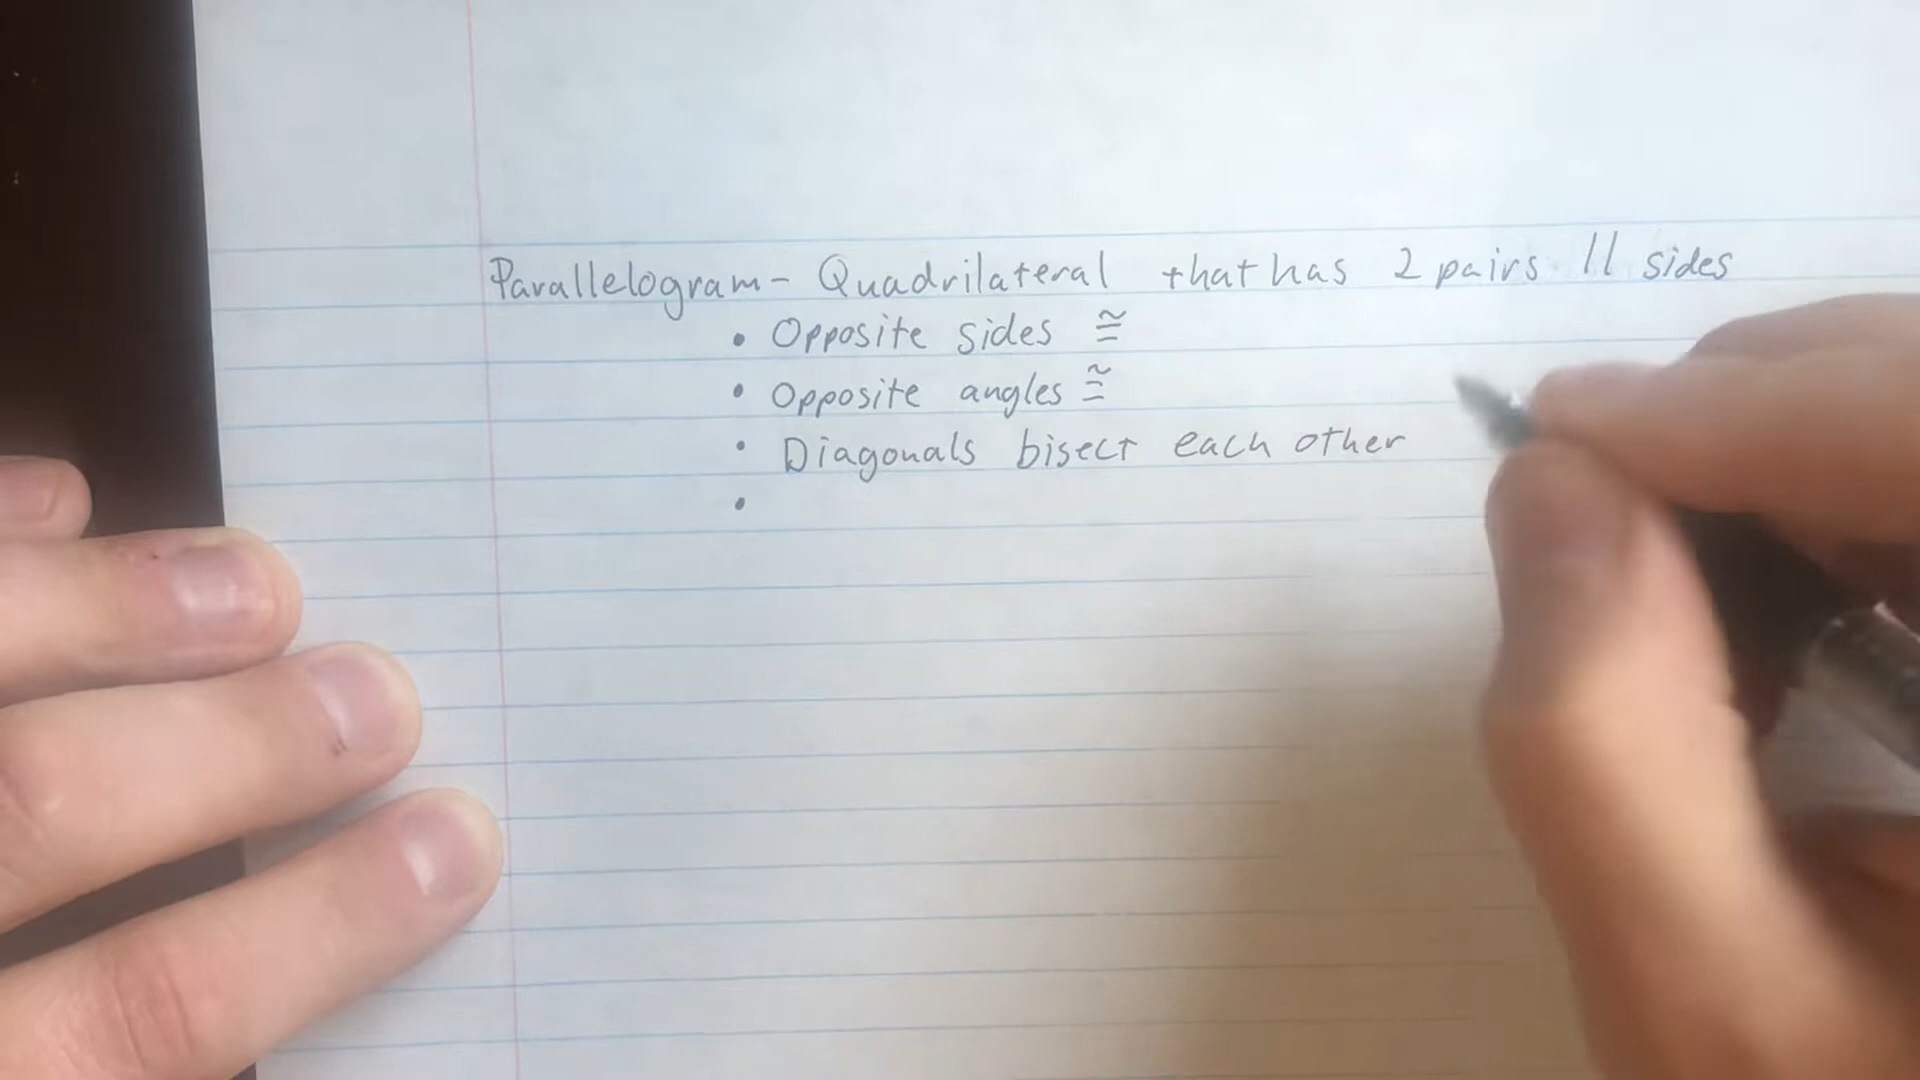 Parallelogram - Quadrilateral that has 2 pairs || sides
• Opposite sides ≅
• Opposite angles ≅
• Diagonals bisect each other
•